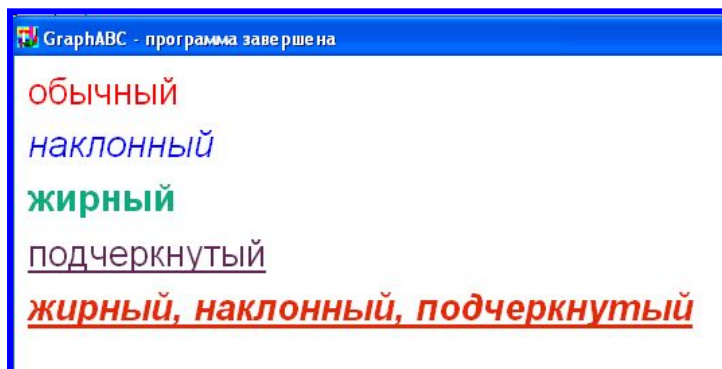 GraphABC - программа завершена
обычный
наклонный
жирный
подчеркнутый
жирный, наклонный, подчеркнутый